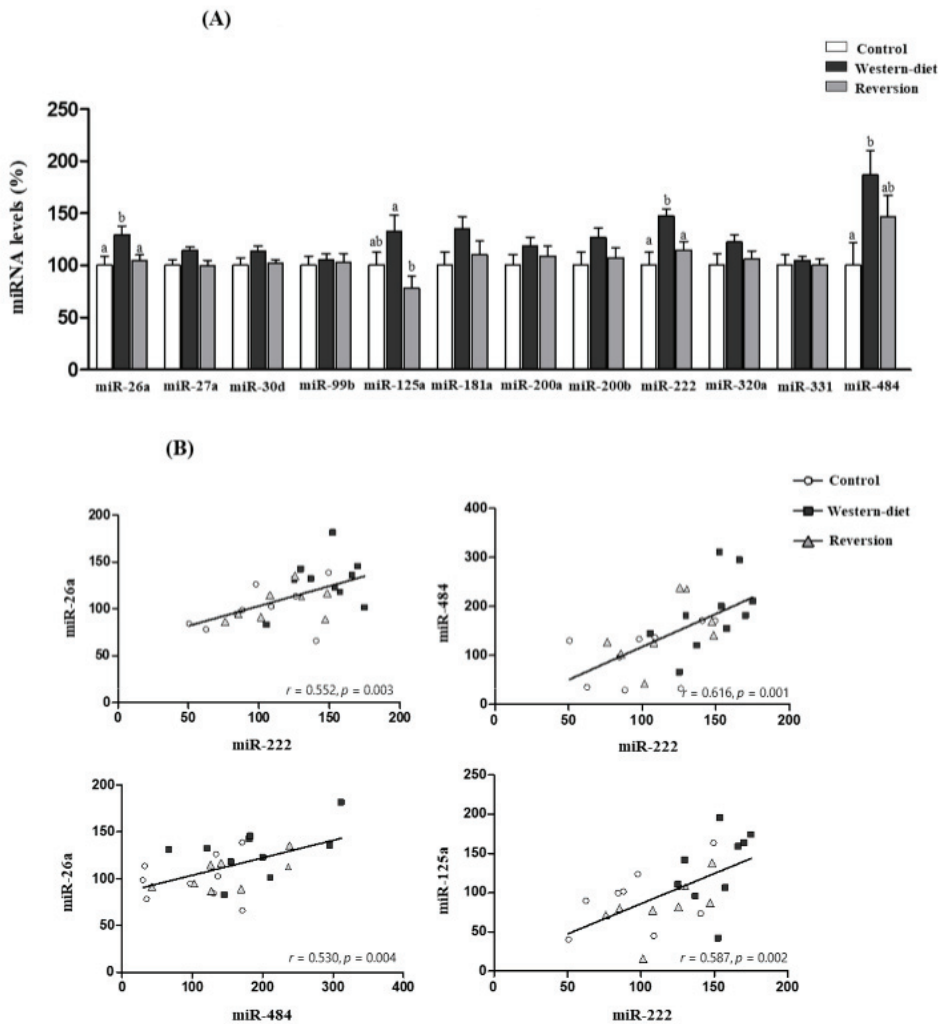 (A)
Control
Western-diet
Reversion
miRNA levels (%)
250
200
150
100
50
0
a b a
ab a b
a b a
a b ab
miR-26a miR-27a miR-30d miR-99b miR-125a miR-181a miR-200a miR-200b miR-222 miR-320a miR-331 miR-484
(B)
Control
Western-diet
Reversion
miR-26a
200
150
100
50
0
r = 0.552, p = 0.003
0 50 100 150 200
miR-222
miR-484
400
300
200
100
0
r = 0.616, p = 0.001
0 50 100 150 200
miR-222
miR-26a
200
150
100
50
0
r = 0.530, p = 0.004
0 100 200 300 400
miR-484
miR-125a
250
200
150
100
50
0
r = 0.587, p = 0.002
0 50 100 150 200
miR-222